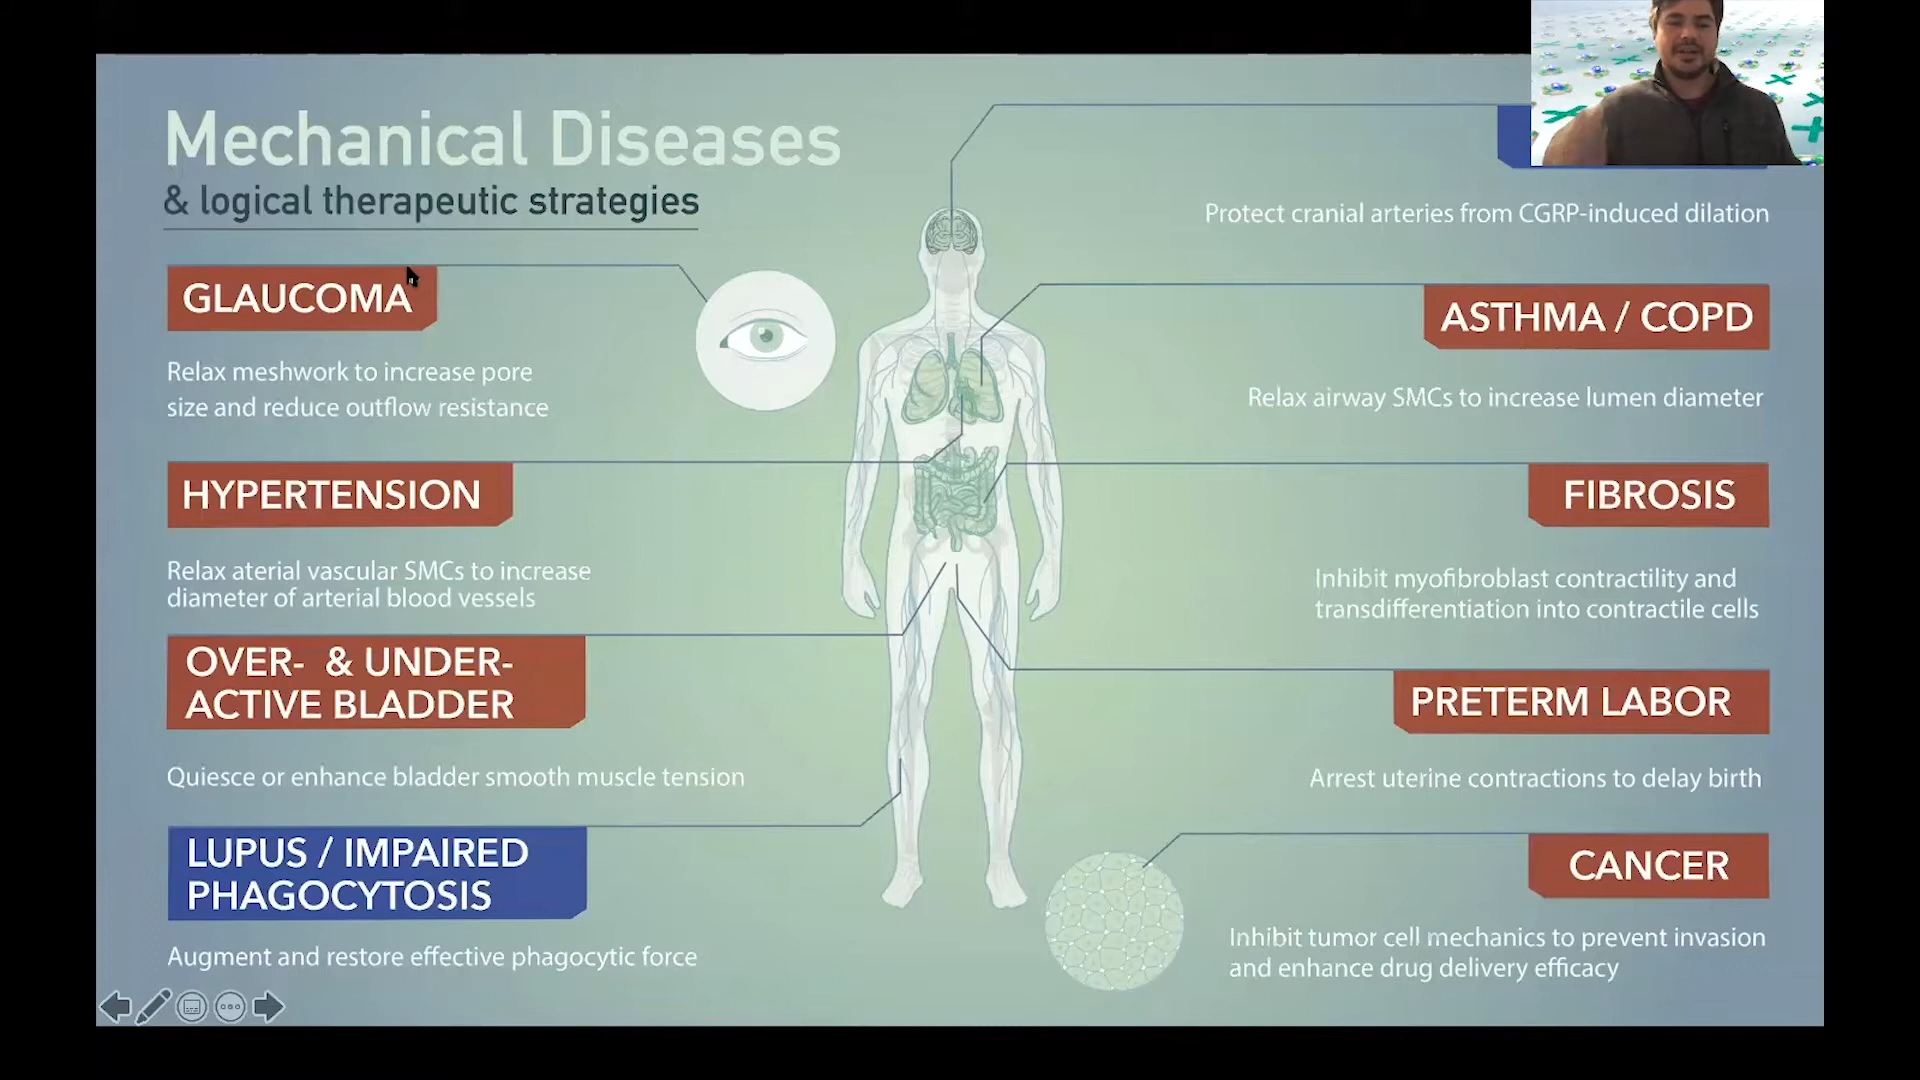 Mechanical Diseases
& logical therapeutic strategies
GLAUCOMA
Relax meshwork to increase pore
size and reduce outflow resistance
HYPERTENSION
Relax aterial vascular SMCs to increase
diameter of arterial blood vessels
OVER- & UNDER-
ACTIVE BLADDER
Quiesce or enhance bladder smooth muscle tension
LUPUS / IMPAIRED
PHAGOCYTOSIS
Augment and restore effective phagocytic force
Protect cranial arteries from CGRP-induced dilation
ASTHMA / COPD
Relax airway SMCs to increase lumen diameter
FIBROSIS
Inhibit myofibroblast contractility and
transdifferentiation into contractile cells
PRETERM LABOR
Arrest uterine contractions to delay birth
CANCER
Inhibit tumor cell mechanics to prevent invasion
and enhance drug delivery efficacy